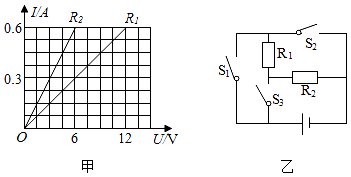 I/A
R₂
R₁
0.6
0.3
O
6
12
U/V
甲
S₂
R₁
S₁
R₂
S₃
乙